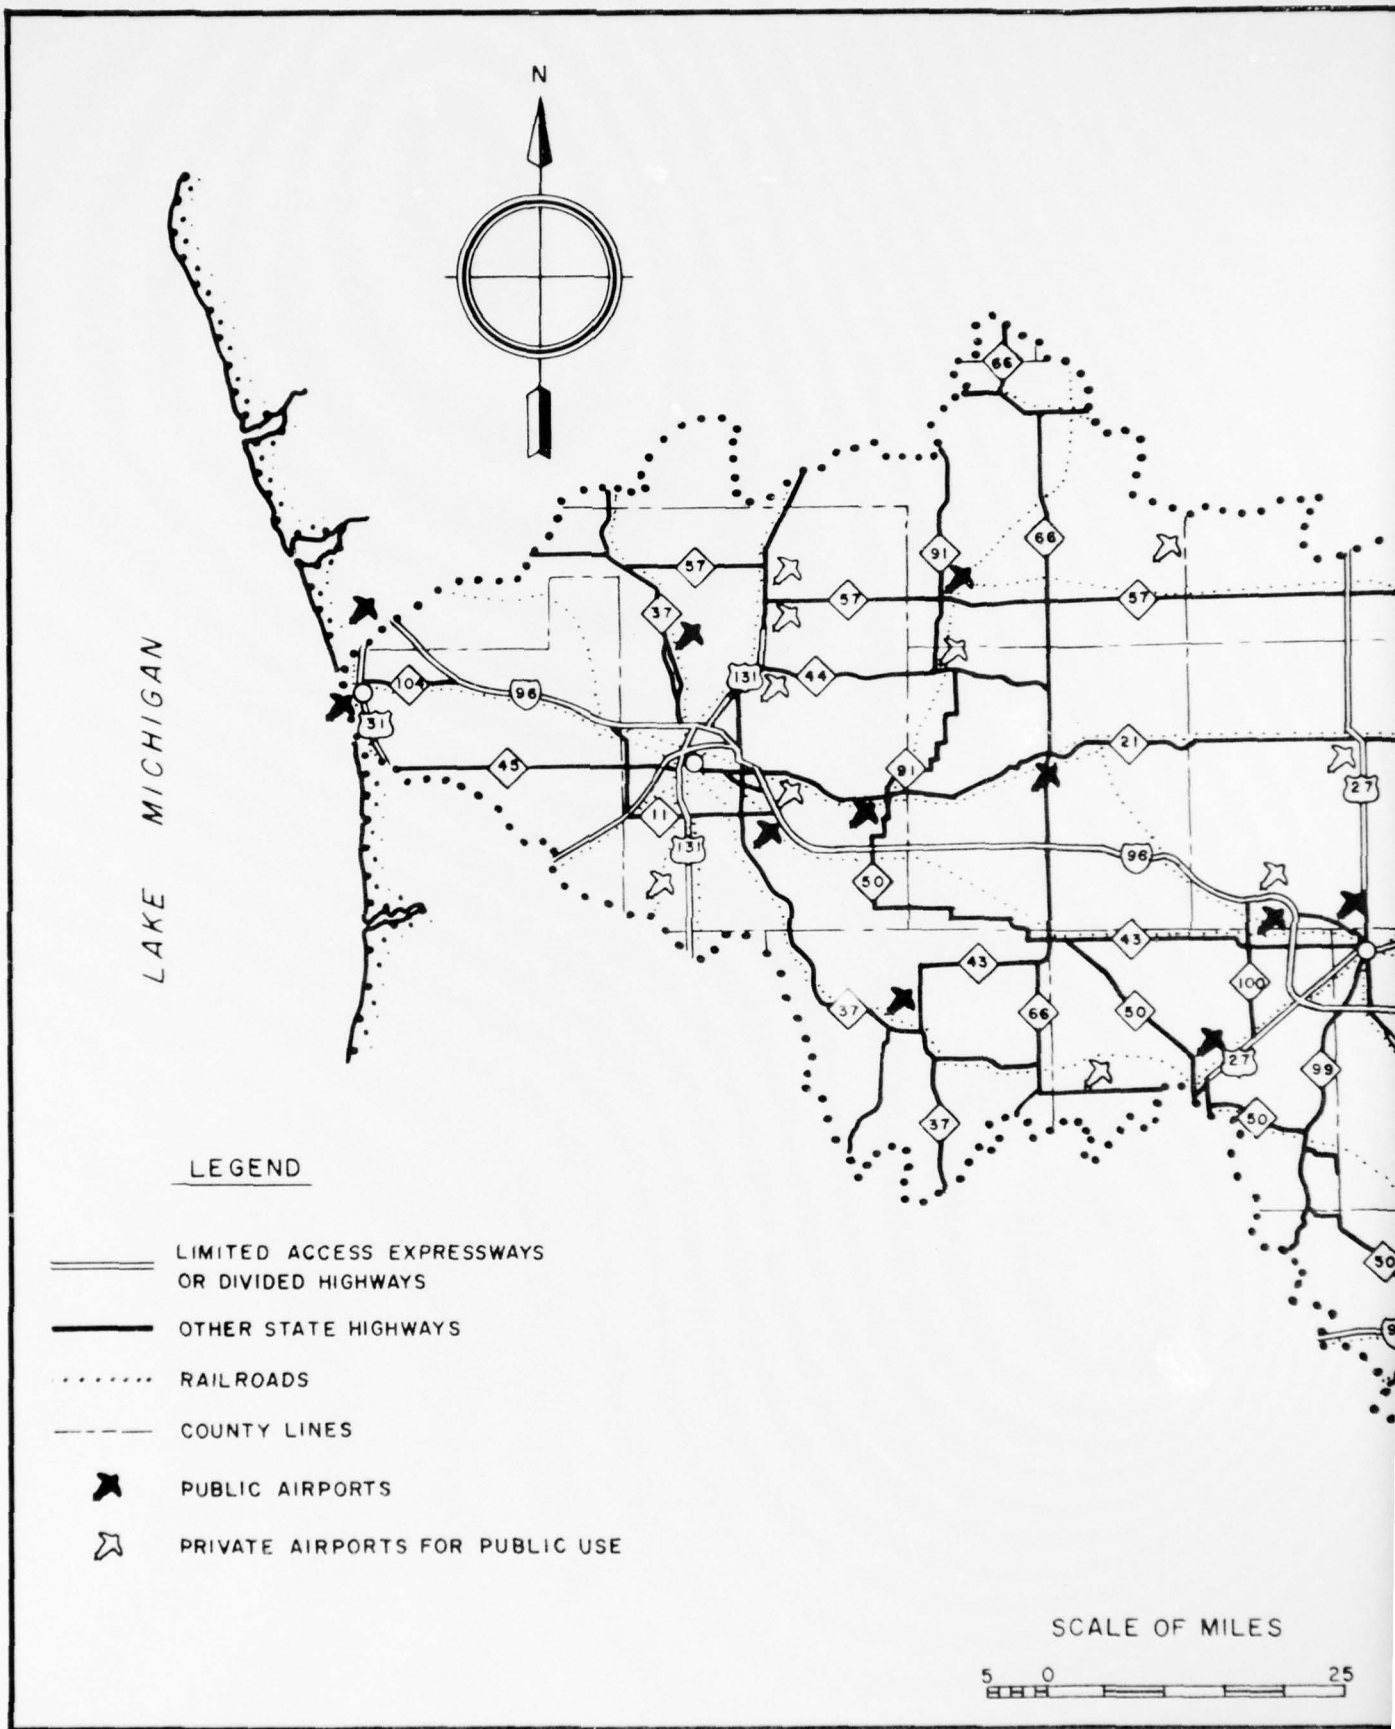 N
66
57
91
66
57
57
37
131
44
104
96
31
21
45
91
27
11
131
96
50
43
43
100
37
66
50
27
99
37
50
50
LAKE MICHIGAN
LEGEND
LIMITED ACCESS EXPRESSWAYS
OR DIVIDED HIGHWAYS
OTHER STATE HIGHWAYS
RAILROADS
COUNTY LINES
PUBLIC AIRPORTS
PRIVATE AIRPORTS FOR PUBLIC USE
SCALE OF MILES
5 0 25